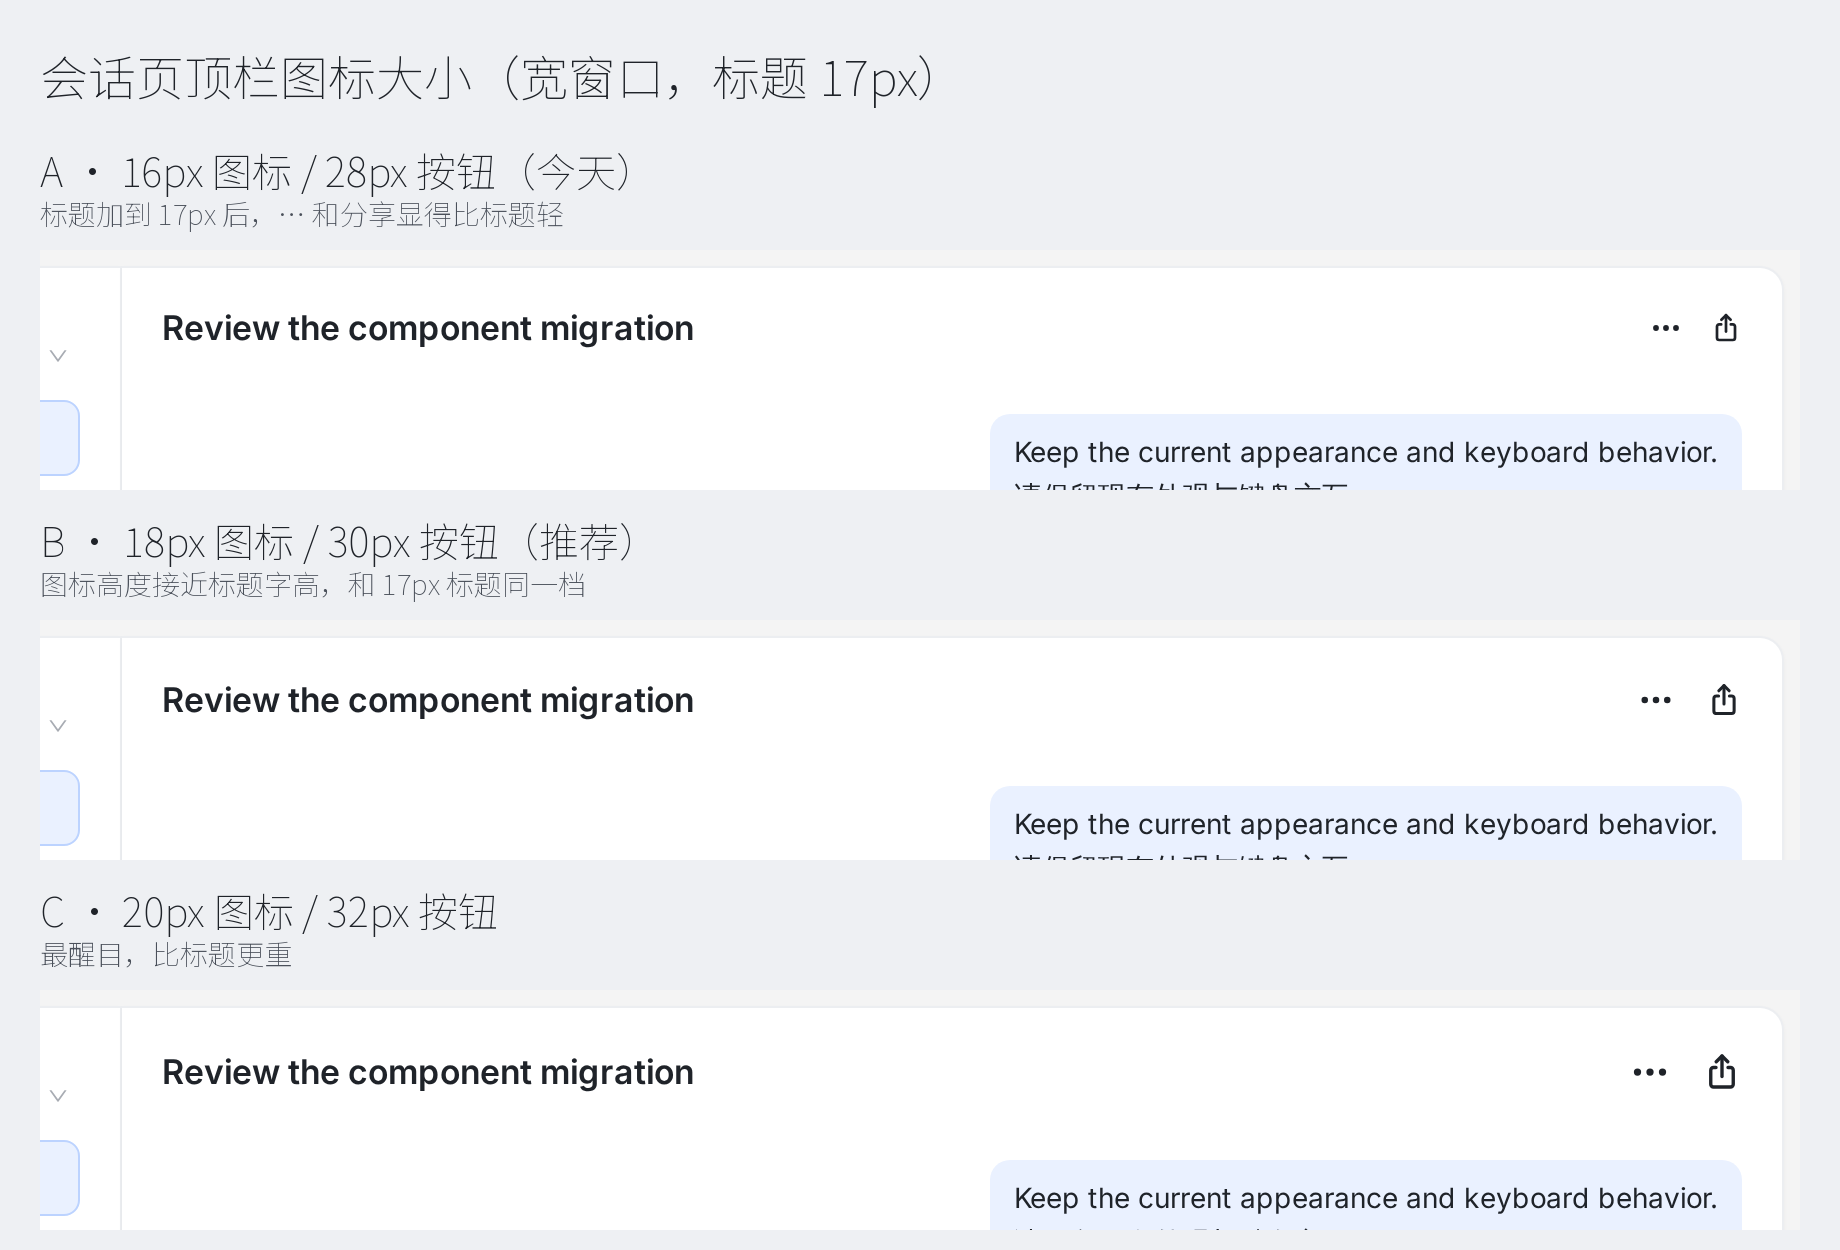 会话页顶栏图标大小（宽窗口，标题 17px）
A · 16px 图标 / 28px 按钮（今天）
标题加到 17px 后，··· 和分享显得比标题轻
Review the component migration
Keep the current appearance and keyboard behavior.
B · 18px 图标 / 30px 按钮（推荐）
图标高度接近标题字高，和 17px 标题同一档
Review the component migration
Keep the current appearance and keyboard behavior.
C · 20px 图标 / 32px 按钮
最醒目，比标题更重
Review the component migration
Keep the current appearance and keyboard behavior.